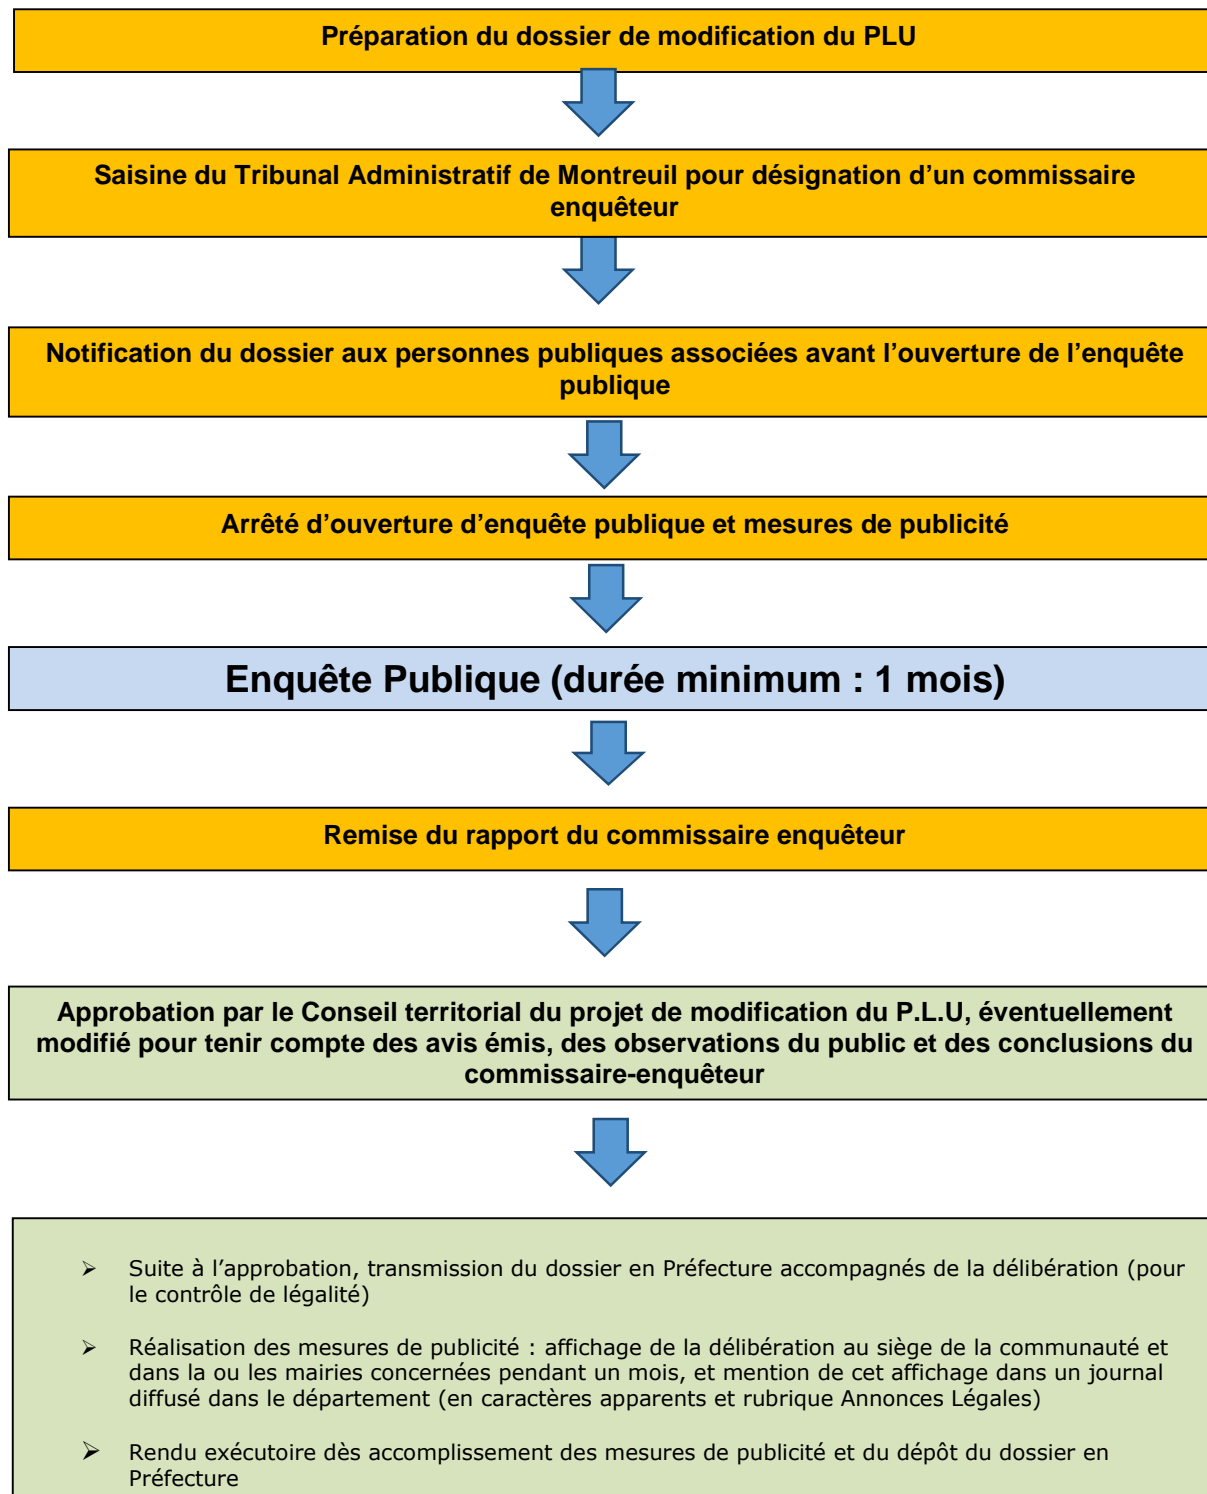 Préparation du dossier de modification du PLU
Saisine du Tribunal Administratif de Montreuil pour désignation d’un commissaire
enquêteur
Notification du dossier aux personnes publiques associées avant l’ouverture de l’enquête
publique
Arrêté d’ouverture d’enquête publique et mesures de publicité
Enquête Publique (durée minimum : 1 mois)
Remise du rapport du commissaire enquêteur
Approbation par le Conseil territorial du projet de modification du P.L.U, éventuellement
modifié pour tenir compte des avis émis, des observations du public et des conclusions du
commissaire-enquêteur
➢ Suite à l’approbation, transmission du dossier en Préfecture accompagnés de la délibération (pour
le contrôle de légalité)
➢ Réalisation des mesures de publicité : affichage de la délibération au siège de la communauté et
dans la ou les mairies concernées pendant un mois, et mention de cet affichage dans un journal
diffusé dans le département (en caractères apparents et rubrique Annonces Légales)
➢ Rendu exécutoire dès accomplissement des mesures de publicité et du dépôt du dossier en
Préfecture